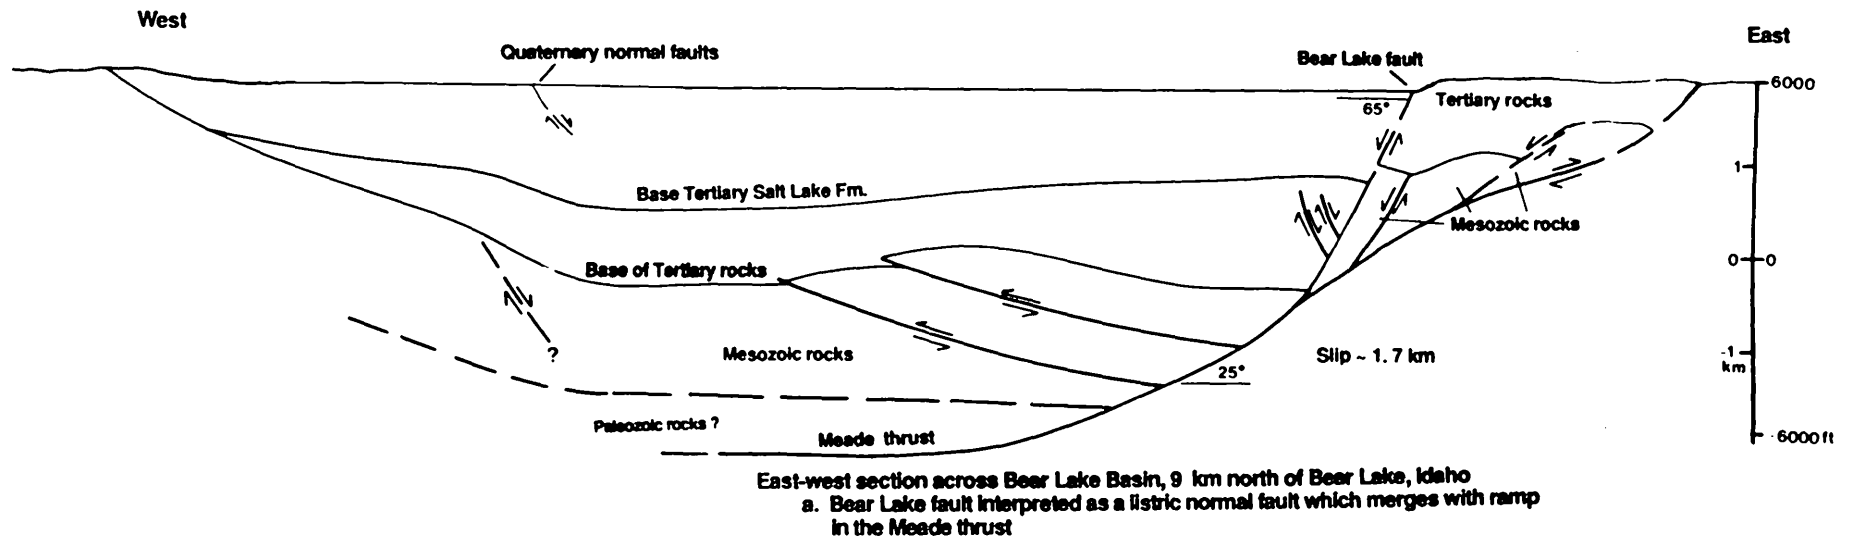 West
East
Quaternary normal faults
Bear Lake fault
6000
65°
Tertiary rocks
1
Base Tertiary Salt Lake Fm.
Mesozoic rocks
0
0
Base of Tertiary rocks
?
Mesozoic rocks
Slip ~ 1.7 km
-1
km
25°
Paleozoic rocks ?
Meade thrust
-6000 ft
East-west section across Bear Lake Basin, 9 km north of Bear Lake, Idaho
a. Bear Lake fault interpreted as a listric normal fault which merges with ramp
in the Meade thrust